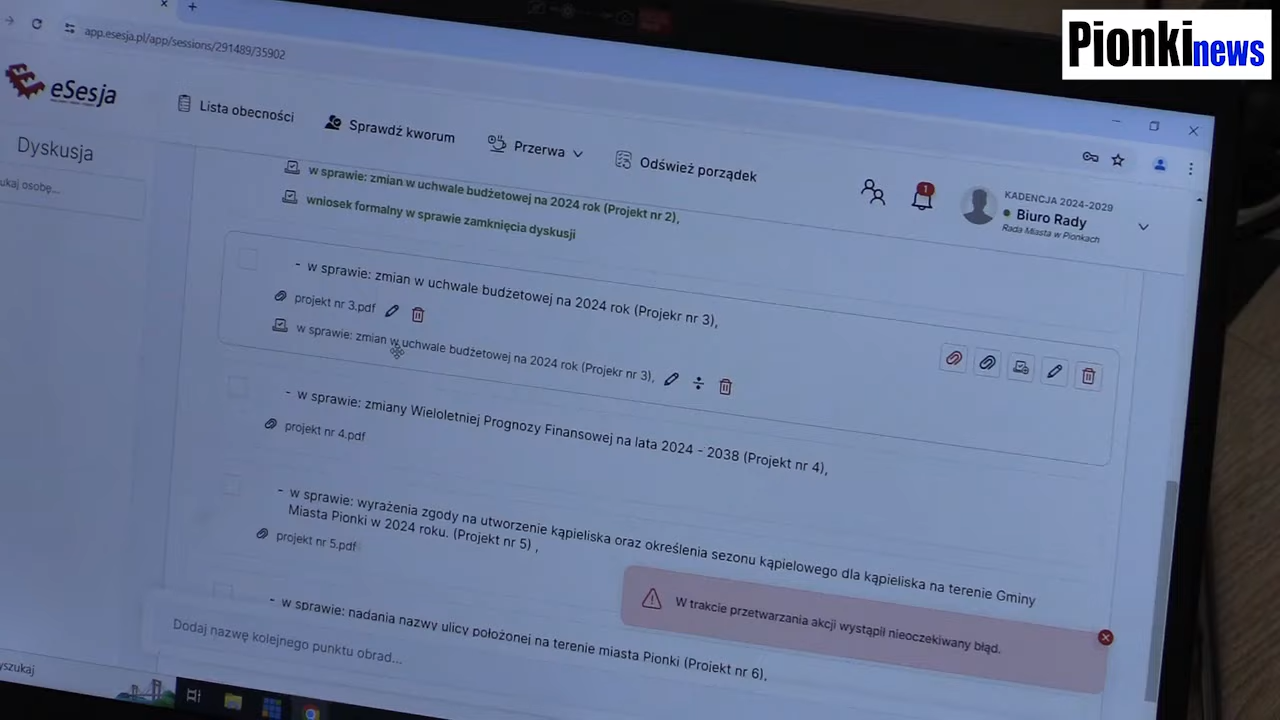 Pionkinews
app.esesja.pl/app/sessions/291489/35902
eSesja
Lista obecności
Sprawdź kworum
Przerwa
Odśwież porządek
1
KADENCJA 2024-2029
Biuro Rady
Rada Miasta w Pionkach
Dyskusja
ukaj osobę...
w sprawie: zmian w uchwale budżetowej na 2024 rok (Projekt nr 2),
wniosek formalny w sprawie zamknięcia dyskusji
- w sprawie: zmian w uchwale budżetowej na 2024 rok (Projekr nr 3),
projekt nr 3.pdf
w sprawie: zmian w uchwale budżetowej na 2024 rok (Projekr nr 3),
- w sprawie: zmiany Wieloletniej Prognozy Finansowej na lata 2024 - 2038 (Projekt nr 4),
projekt nr 4.pdf
- w sprawie: wyrażenia zgody na utworzenie kąpieliska oraz określenia sezonu kąpielowego dla kąpieliska na terenie Gminy
Miasta Pionki w 2024 roku. (Projekt nr 5) ,
projekt nr 5.pdf
- w sprawie: nadania nazwy ulicy położonej na terenie miasta Pionki (Projekt nr 6),
W trakcie przetwarzania akcji wystąpił nieoczekiwany błąd.
Dodaj nazwę kolejnego punktu obrad...
yszukaj